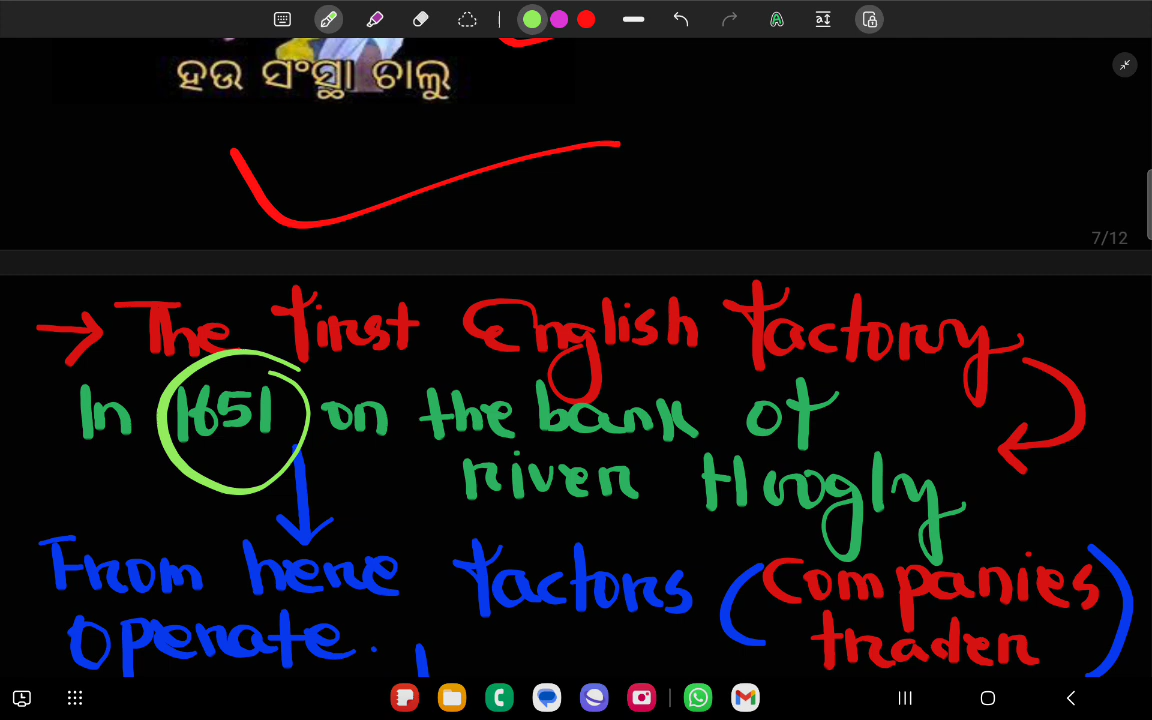 ହଉ ସଂସ୍ଥା ଚାଲୁ
7/12
→ The first English factory
In 1651 on the bank of
river Hoogly
From here factors (Companies
operate. trader)